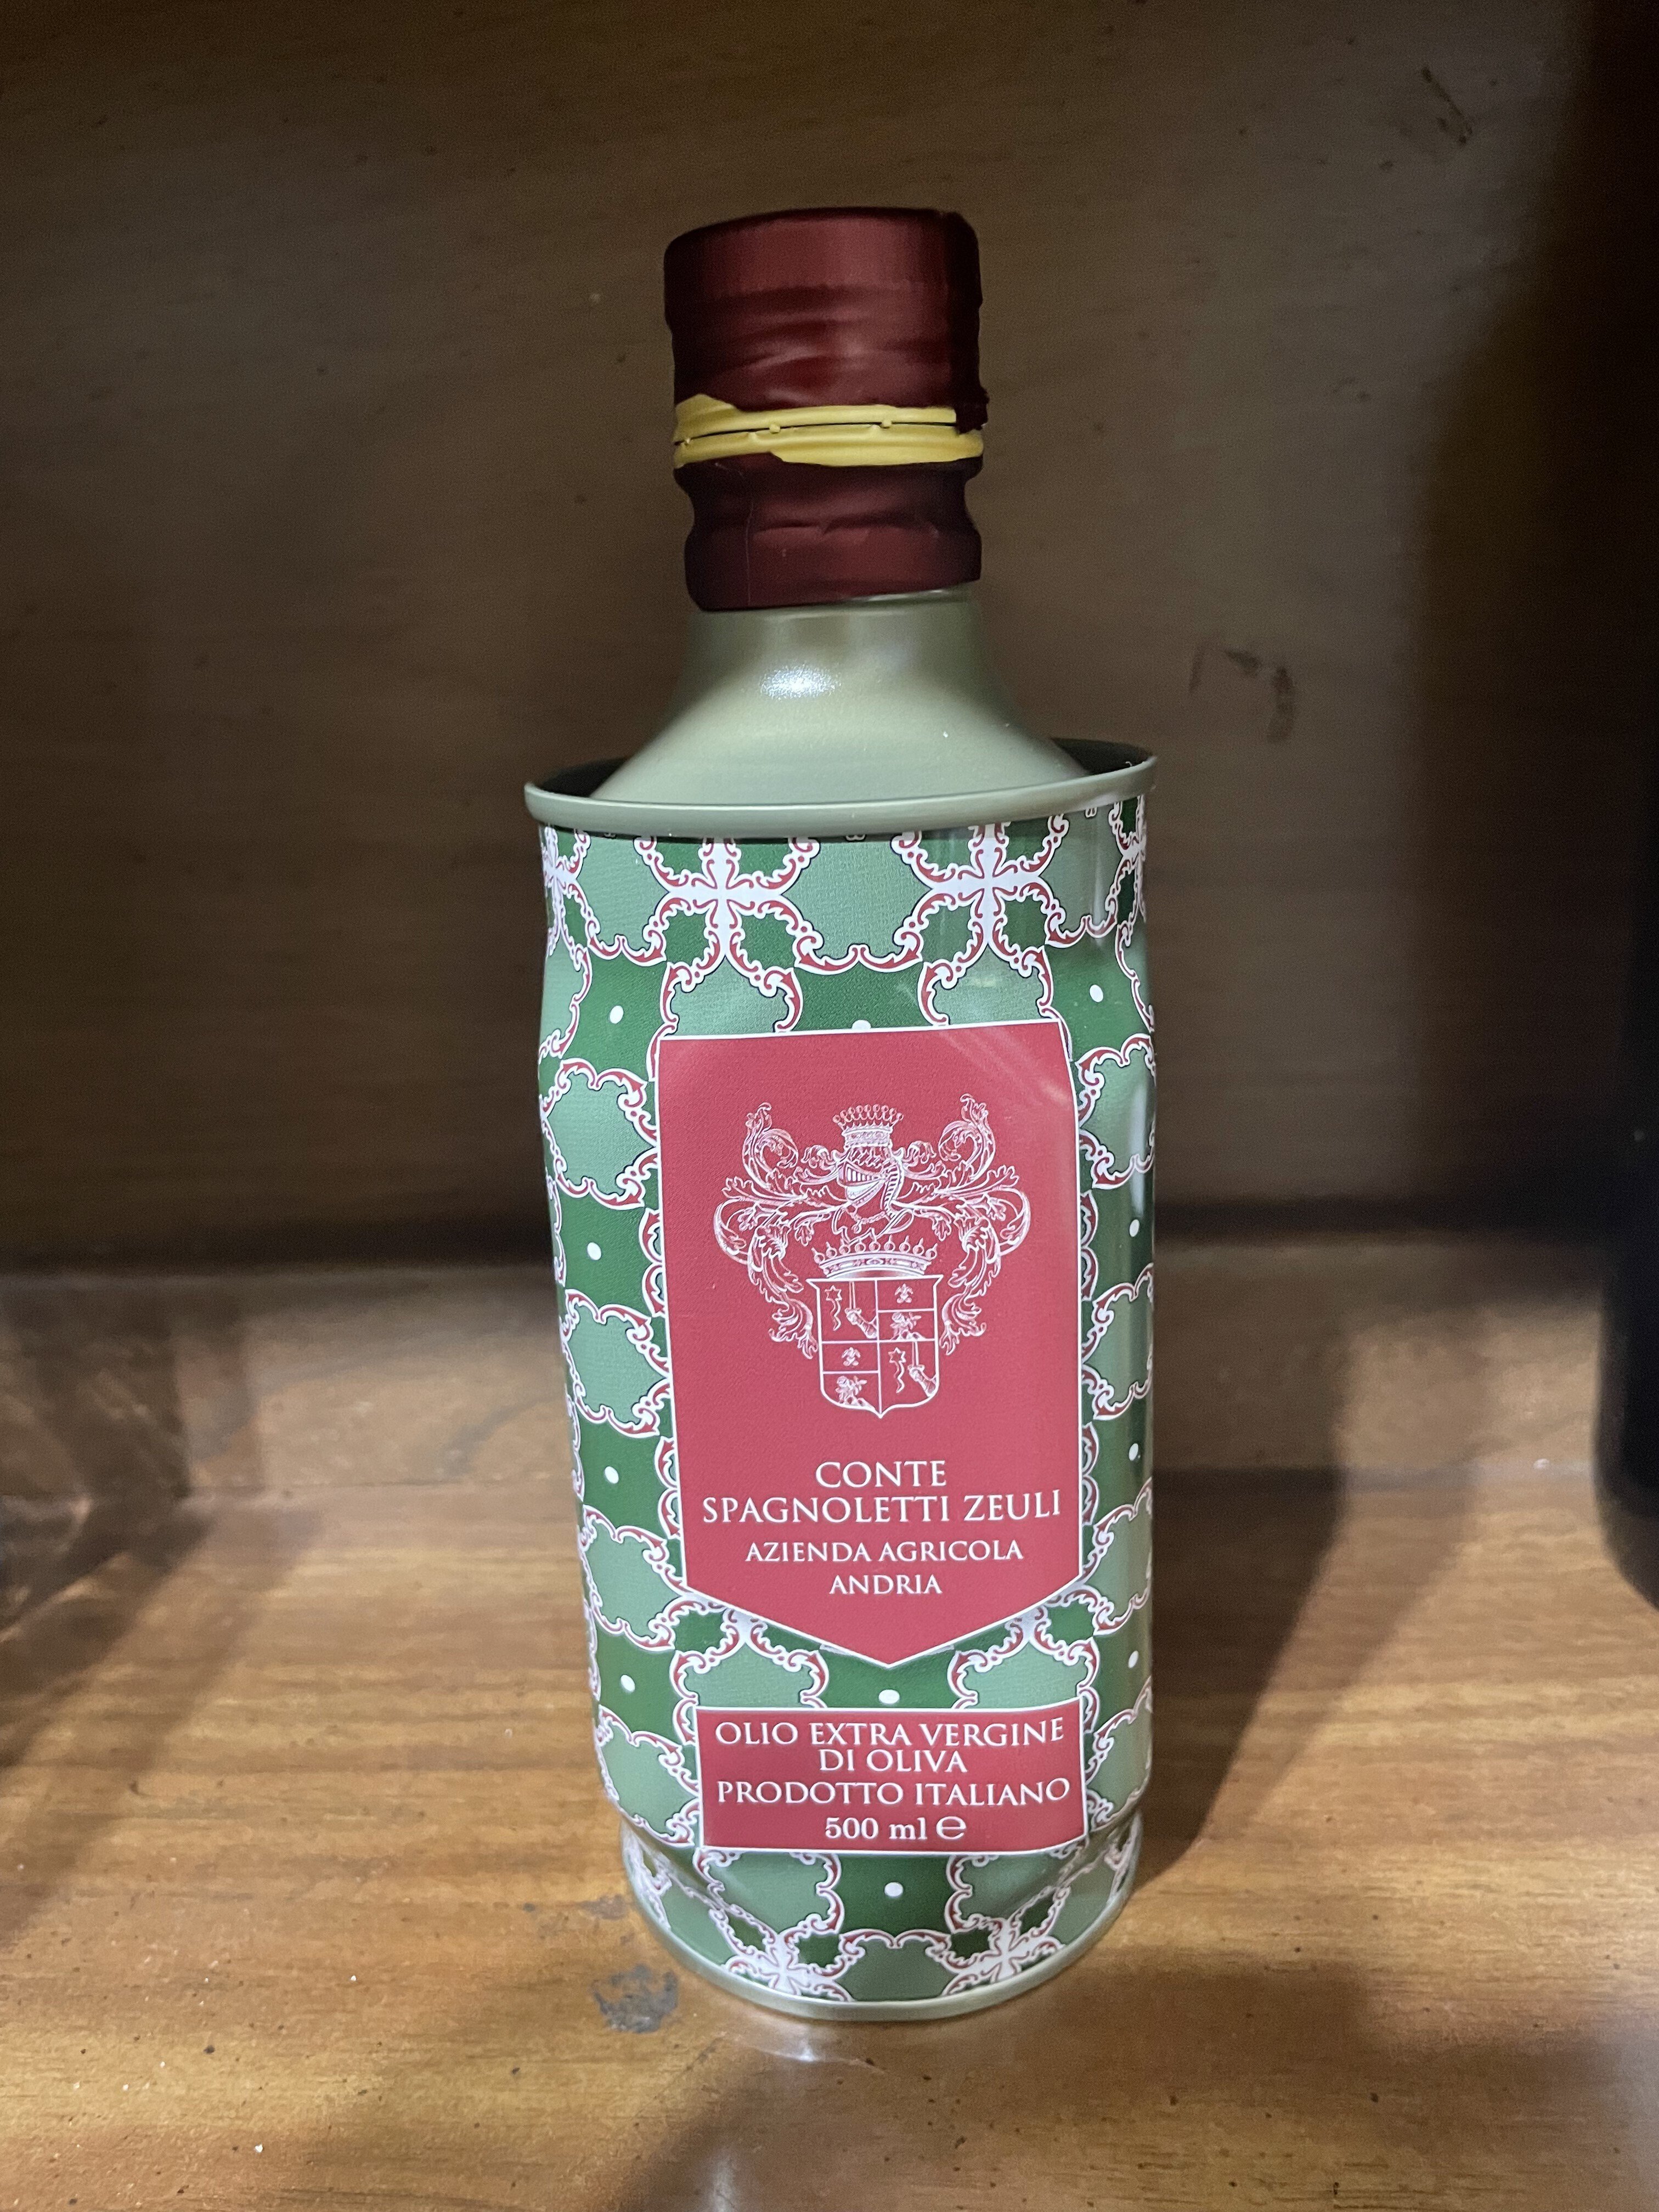 CONTE
SPAGNOLETTI ZEULI
AZIENDA AGRICOLA
ANDRIA
OLIO EXTRA VERGINE
DI OLIVA
PRODOTTO ITALIANO
500 ml ℮